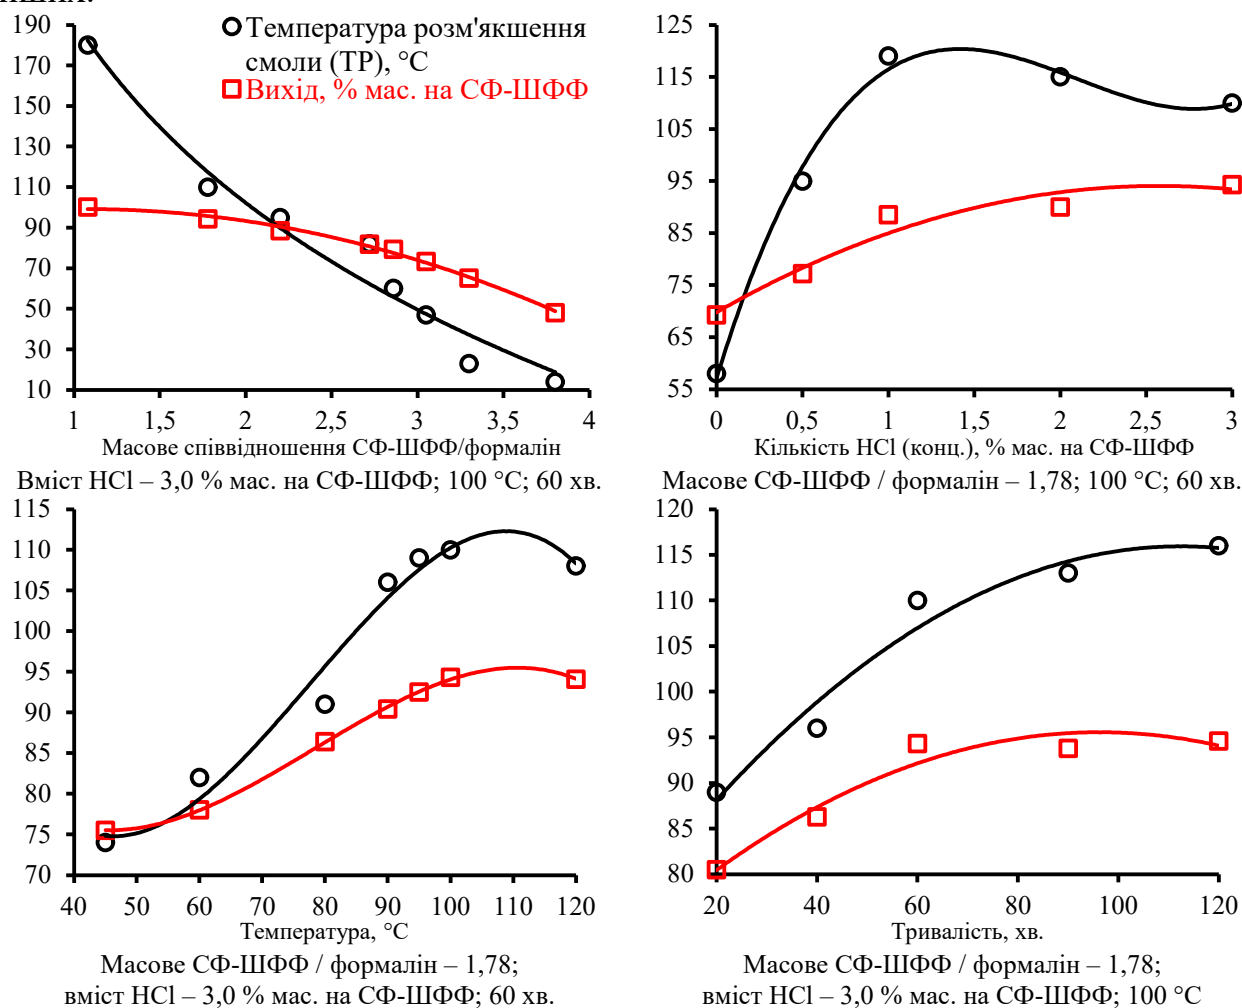 190
170
150
130
110
90
70
50
30
10
Температура розм'якшення
смоли (ТР), °С
Вихід, % мас. на СФ-ШФФ
1 1,5 2 2,5 3 3,5 4
Масове співвідношення СФ-ШФФ/формалін
Вміст HCl – 3,0 % мас. на СФ-ШФФ; 100 °С; 60 хв.
125
115
105
95
85
75
65
55
0 0,5 1 1,5 2 2,5 3
Кількість HCl (конц.), % мас. на СФ-ШФФ
Масове СФ-ШФФ / формалін – 1,78; 100 °С; 60 хв.
115
110
105
100
95
90
85
80
75
70
40 50 60 70 80 90 100 110 120
Температура, °С
Масове СФ-ШФФ / формалін – 1,78;
вміст HCl – 3,0 % мас. на СФ-ШФФ; 60 хв.
120
115
110
105
100
95
90
85
80
20 40 60 80 100 120
Тривалість, хв.
Масове СФ-ШФФ / формалін – 1,78;
вміст HCl – 3,0 % мас. на СФ-ШФФ; 100 °С